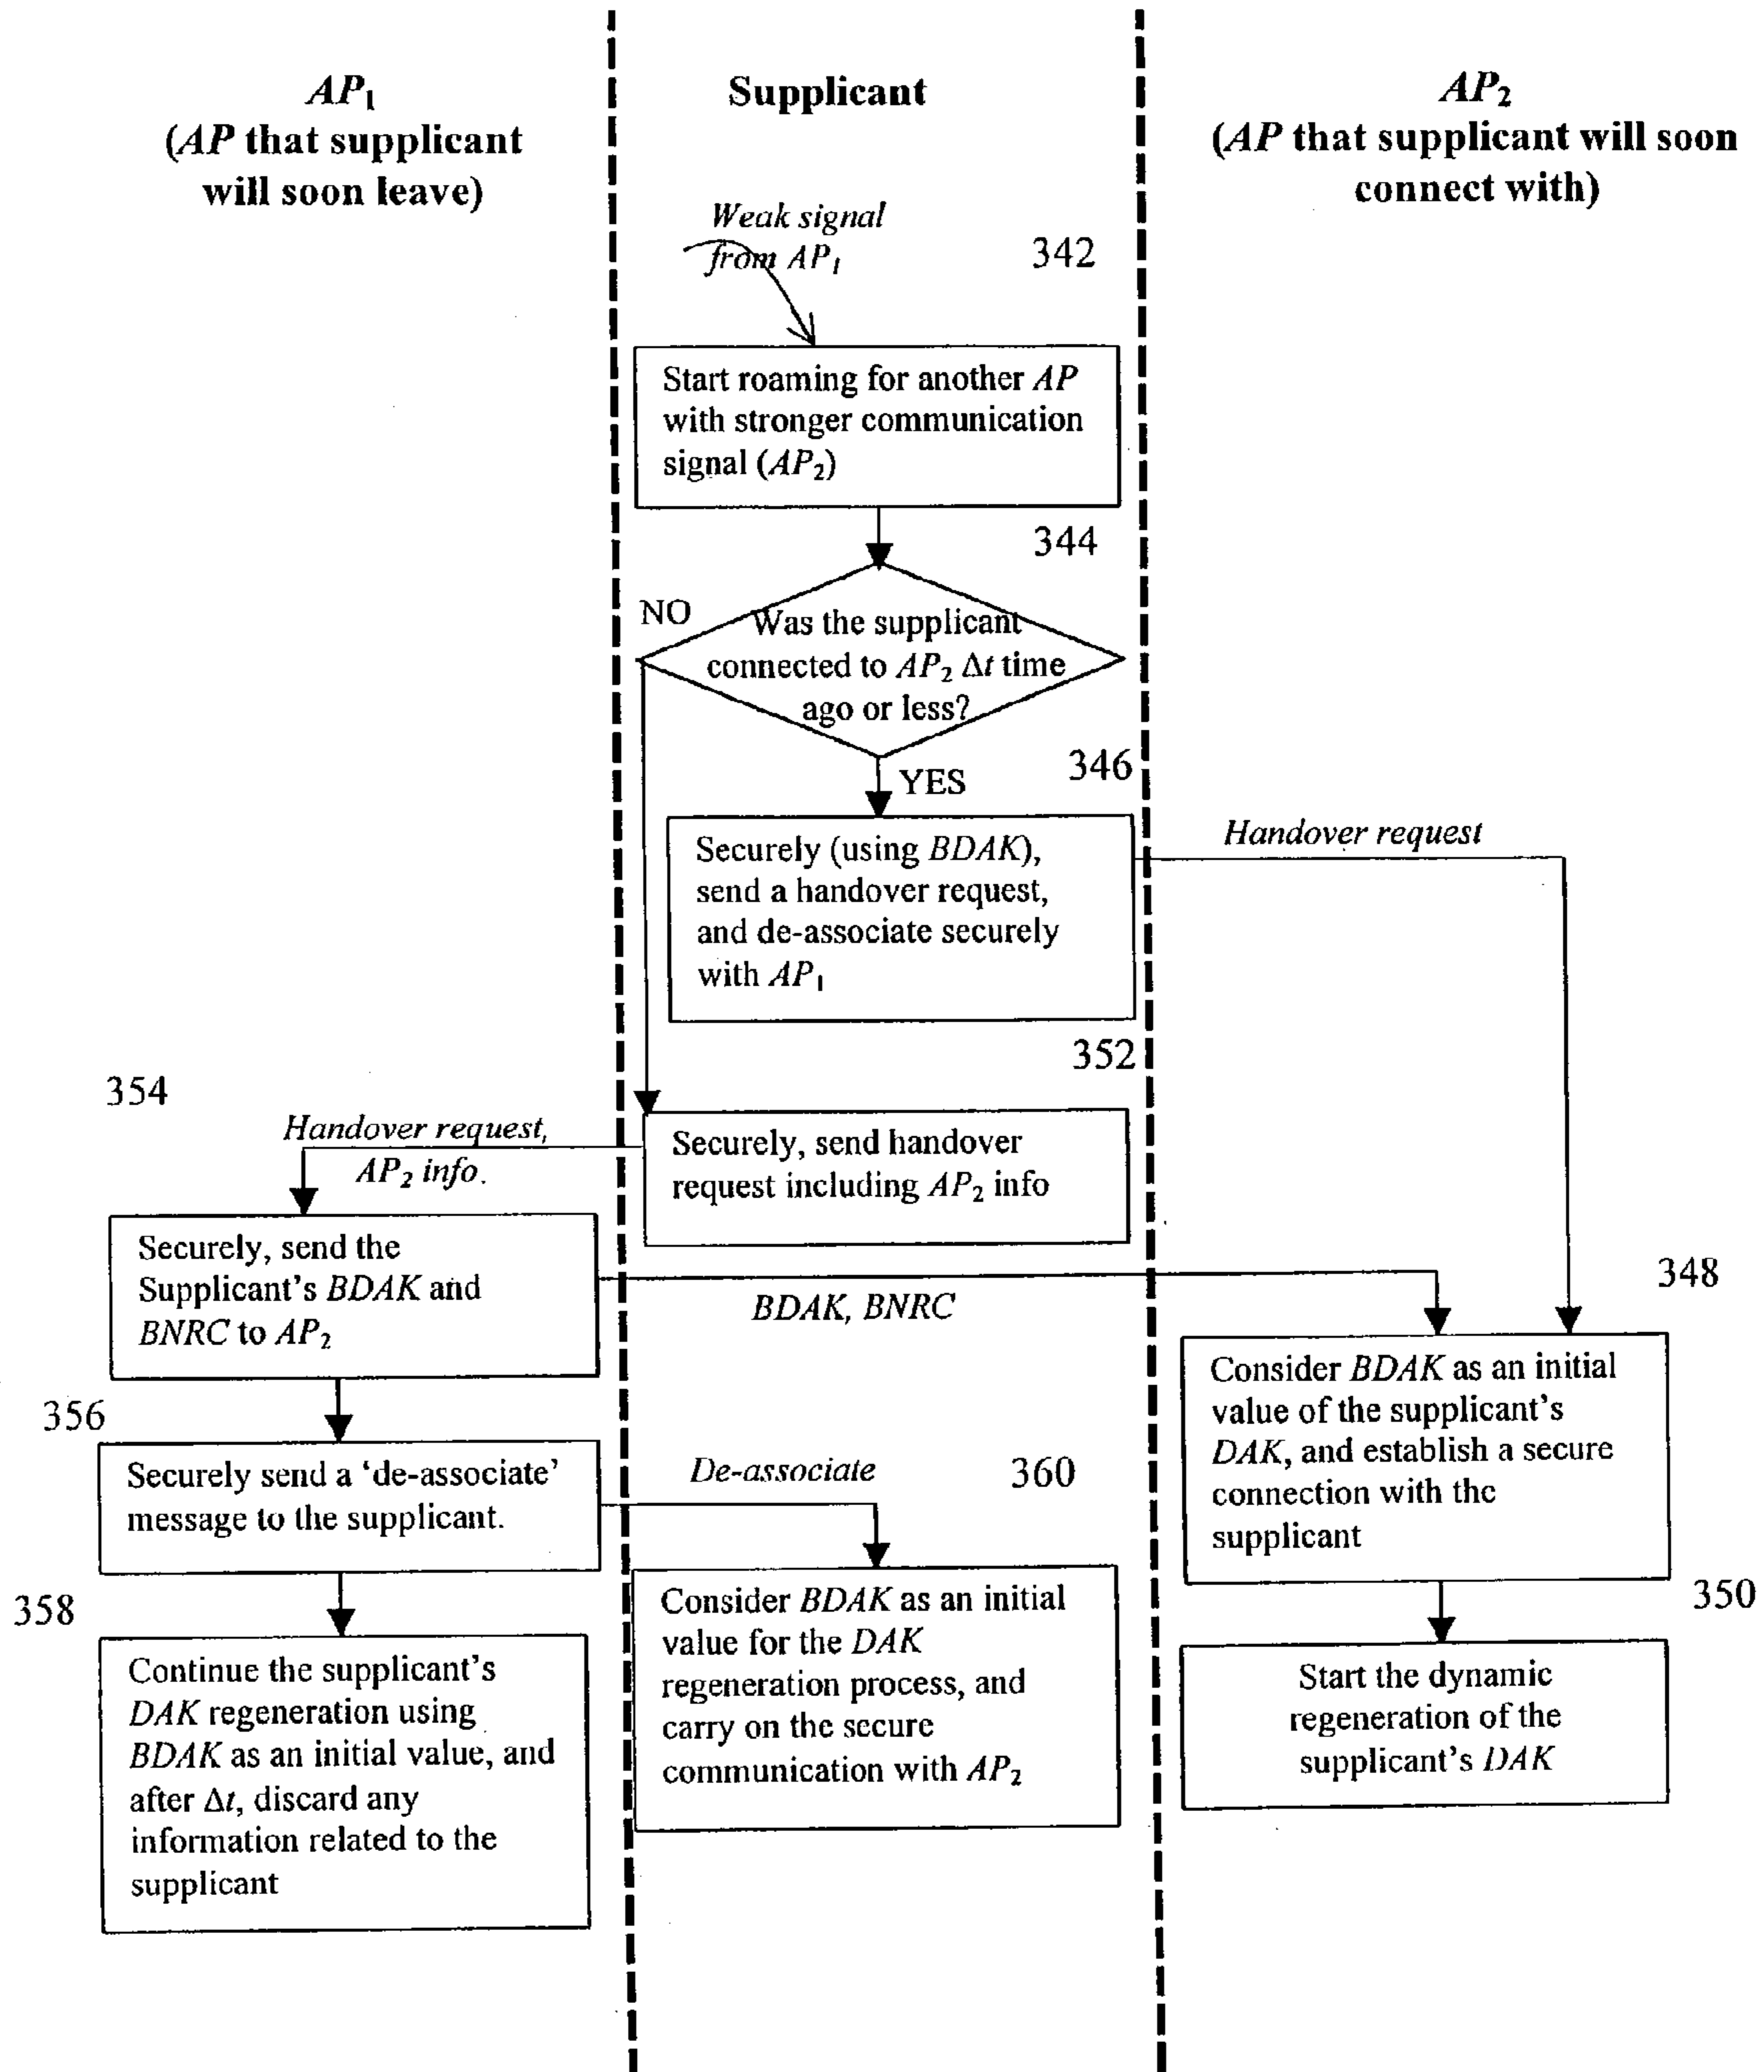 AP1
(AP that supplicant
will soon leave)
Supplicant
AP2
(AP that supplicant will soon
connect with)
Weak signal
from AP1
342
Start roaming for another AP
with stronger communication
signal (AP2)
344
NO
Was the supplicant
connected to AP2 Δt time
ago or less?
YES
346
Securely (using BDAK),
send a handover request,
and de-associate securely
with AP1
Handover request
352
354
Handover request,
AP2 info.
Securely, send handover
request including AP2 info
Securely, send the
Supplicant's BDAK and
BNRC to AP2
BDAK, BNRC
348
Consider BDAK as an initial
value of the supplicant's
DAK, and establish a secure
connection with the
supplicant
356
Securely send a 'de-associate'
message to the supplicant.
De-associate
360
Consider BDAK as an initial
value for the DAK
regeneration process, and
carry on the secure
communication with AP2
358
Continue the supplicant's
DAK regeneration using
BDAK as an initial value, and
after Δt, discard any
information related to the
supplicant
350
Start the dynamic
regeneration of the
supplicant's DAK